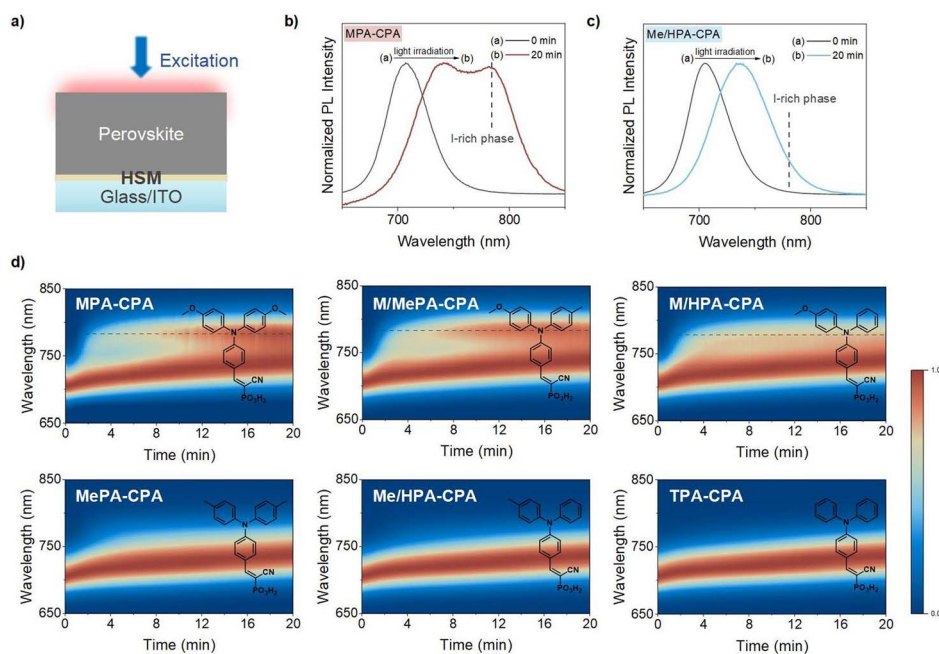 a)
Excitation
Perovskite
HSM
Glass/ITO
b)
MPA-CPA
(a) 0 min
(b) 20 min
light irradiation
(a)
(b)
I-rich phase
Normalized PL Intensity
700
800
Wavelength (nm)
c)
Me/HPA-CPA
(a) 0 min
(b) 20 min
light irradiation
(a)
(b)
I-rich phase
Normalized PL Intensity
700
800
Wavelength (nm)
d)
MPA-CPA
O
O
N
CN
PO₃H₂
850
750
650
Wavelength (nm)
0 4 8 12 16 20
Time (min)
M/MePA-CPA
O
N
CN
PO₃H₂
850
750
650
Wavelength (nm)
0 4 8 12 16 20
Time (min)
M/HPA-CPA
O
N
CN
PO₃H₂
850
750
650
Wavelength (nm)
0 4 8 12 16 20
Time (min)
MePA-CPA
N
CN
PO₃H₂
850
750
650
Wavelength (nm)
0 4 8 12 16 20
Time (min)
Me/HPA-CPA
N
CN
PO₃H₂
850
750
650
Wavelength (nm)
0 4 8 12 16 20
Time (min)
TPA-CPA
N
CN
PO₃H₂
850
750
650
Wavelength (nm)
0 4 8 12 16 20
Time (min)
1.0
0.0